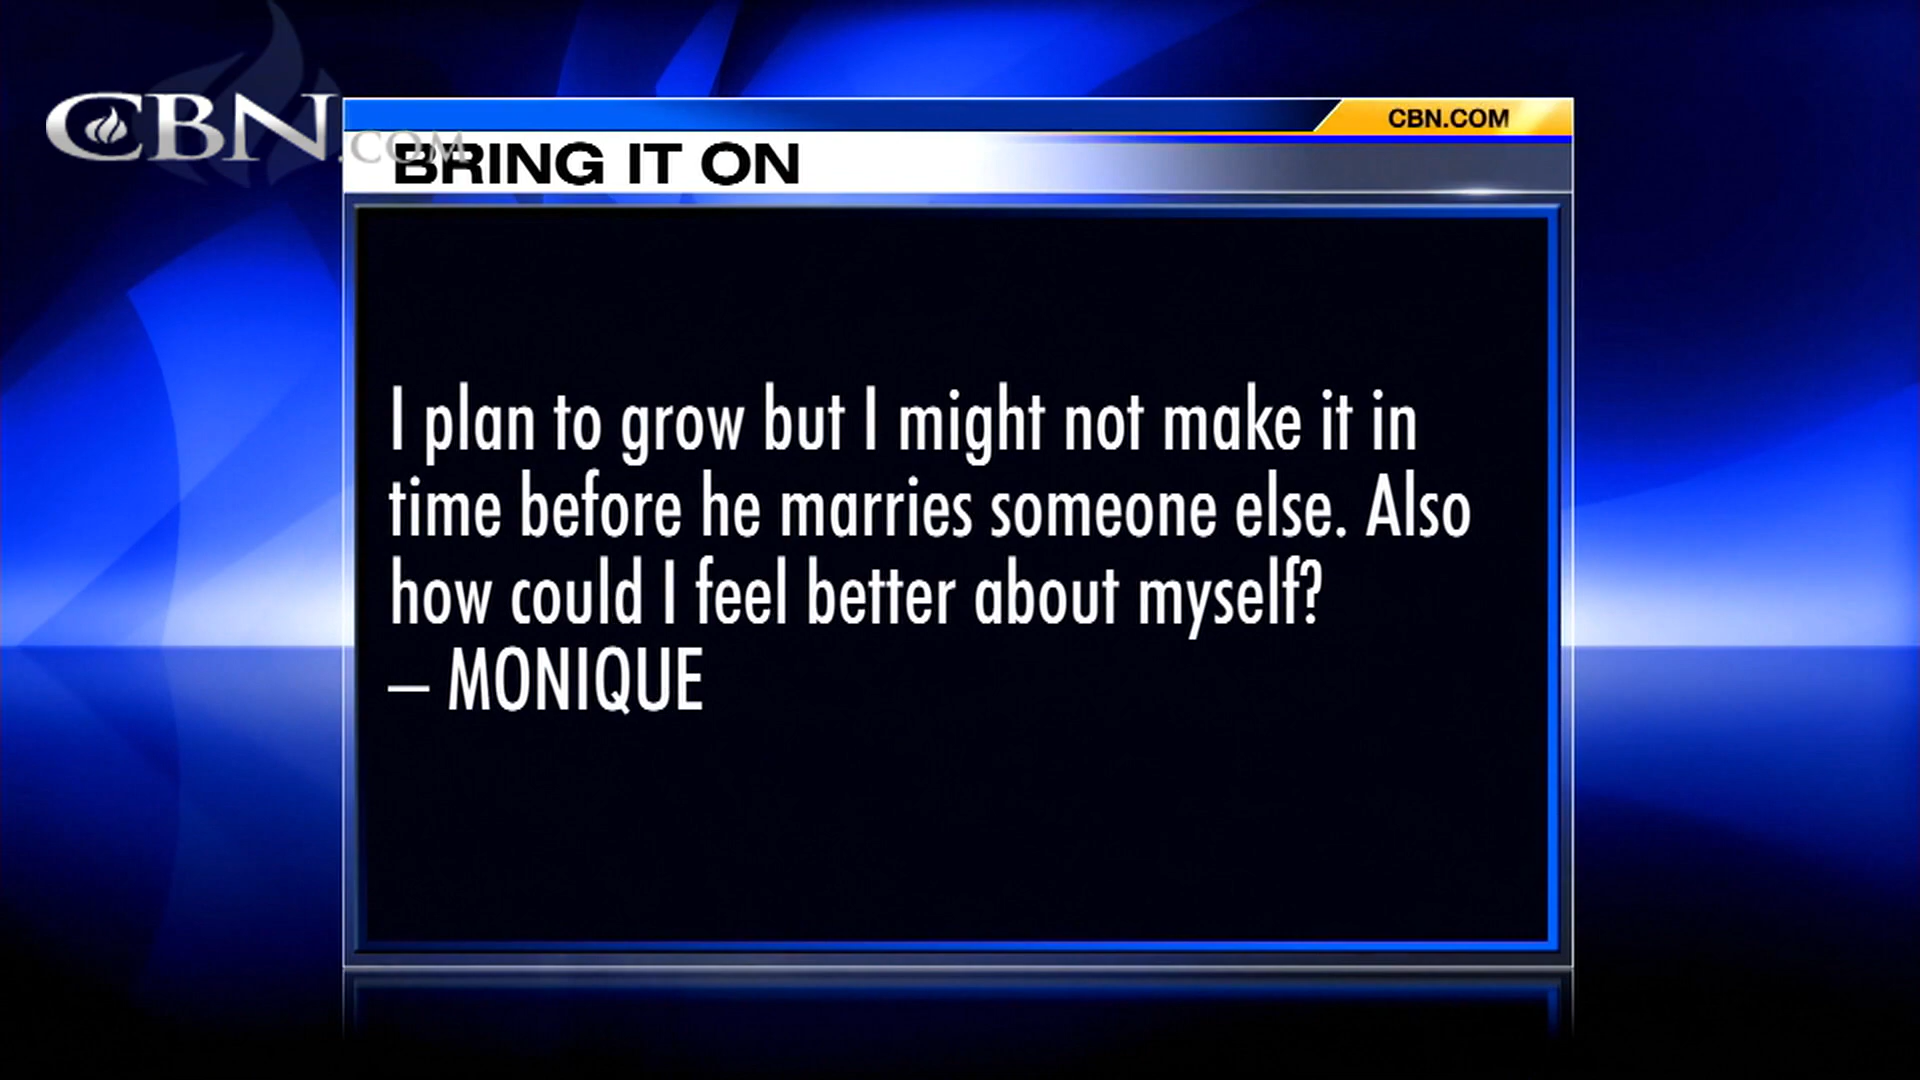 CBN.COM
CBN.COM
BRING IT ON
I plan to grow but I might not make it in
time before he marries someone else. Also
how could I feel better about myself?
– MONIQUE